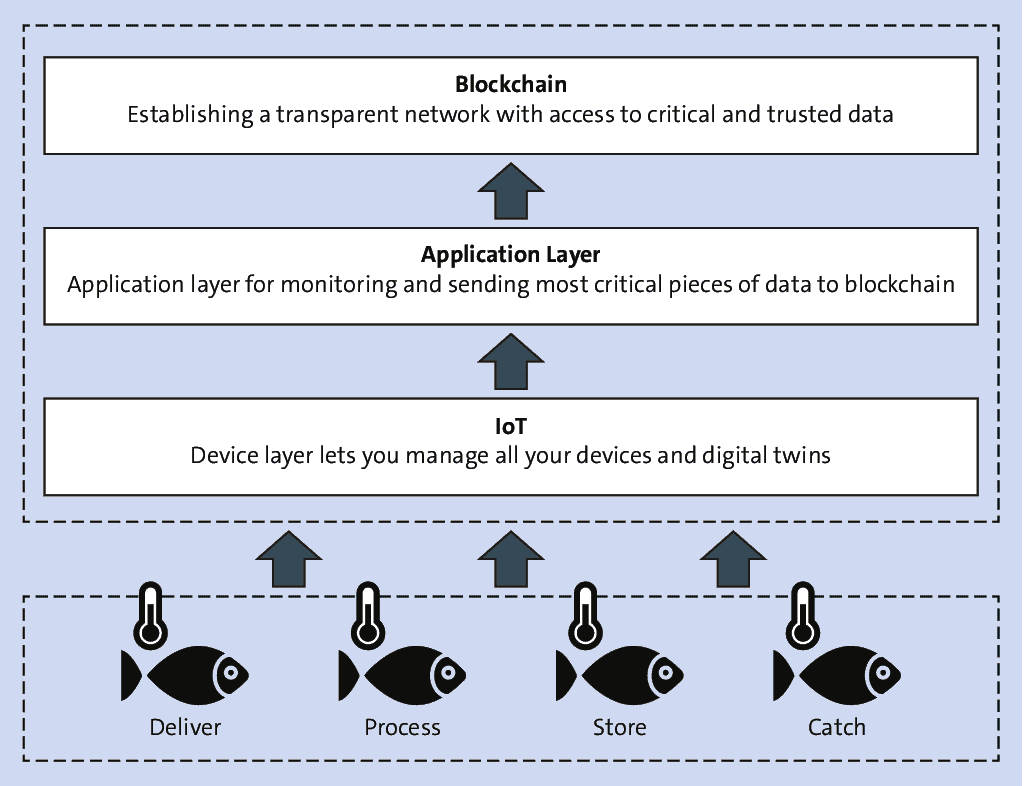 Blockchain
Establishing a transparent network with access to critical and trusted data
Application Layer
Application layer for monitoring and sending most critical pieces of data to blockchain
IoT
Device layer lets you manage all your devices and digital twins
Deliver
Process
Store
Catch